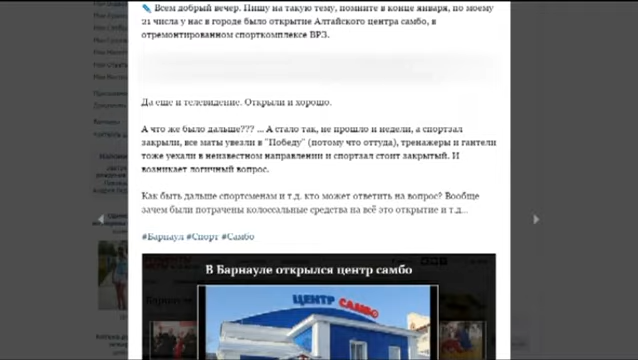 Всем добрый вечер. Пишу на такую тему, помните в конце января, по моему
21 числа у нас в городе было открытие Алтайского центра самбо, в
отремонтированном спорткомплексе ВРЗ.
Да еще и телевидение. Открыли и хорошо.
А что же было дальше??? ... А стало так, не прошло и недели, а спортзал
закрыли, все маты увезли в "Победу" (потому что оттуда), тренажеры и гантели
тоже уехали в неизвестном направлении и спортзал стоит закрытый. И
возникает логичный вопрос.
Как быть дальше спортсменам и т.д. кто может ответить на вопрос? Вообще
зачем были потрачены колоссальные средства на всё это открытие и т.д...
#Барнаул #Спорт #Самбо
В Барнауле открылся центр самбо
ЦЕНТР САМБО